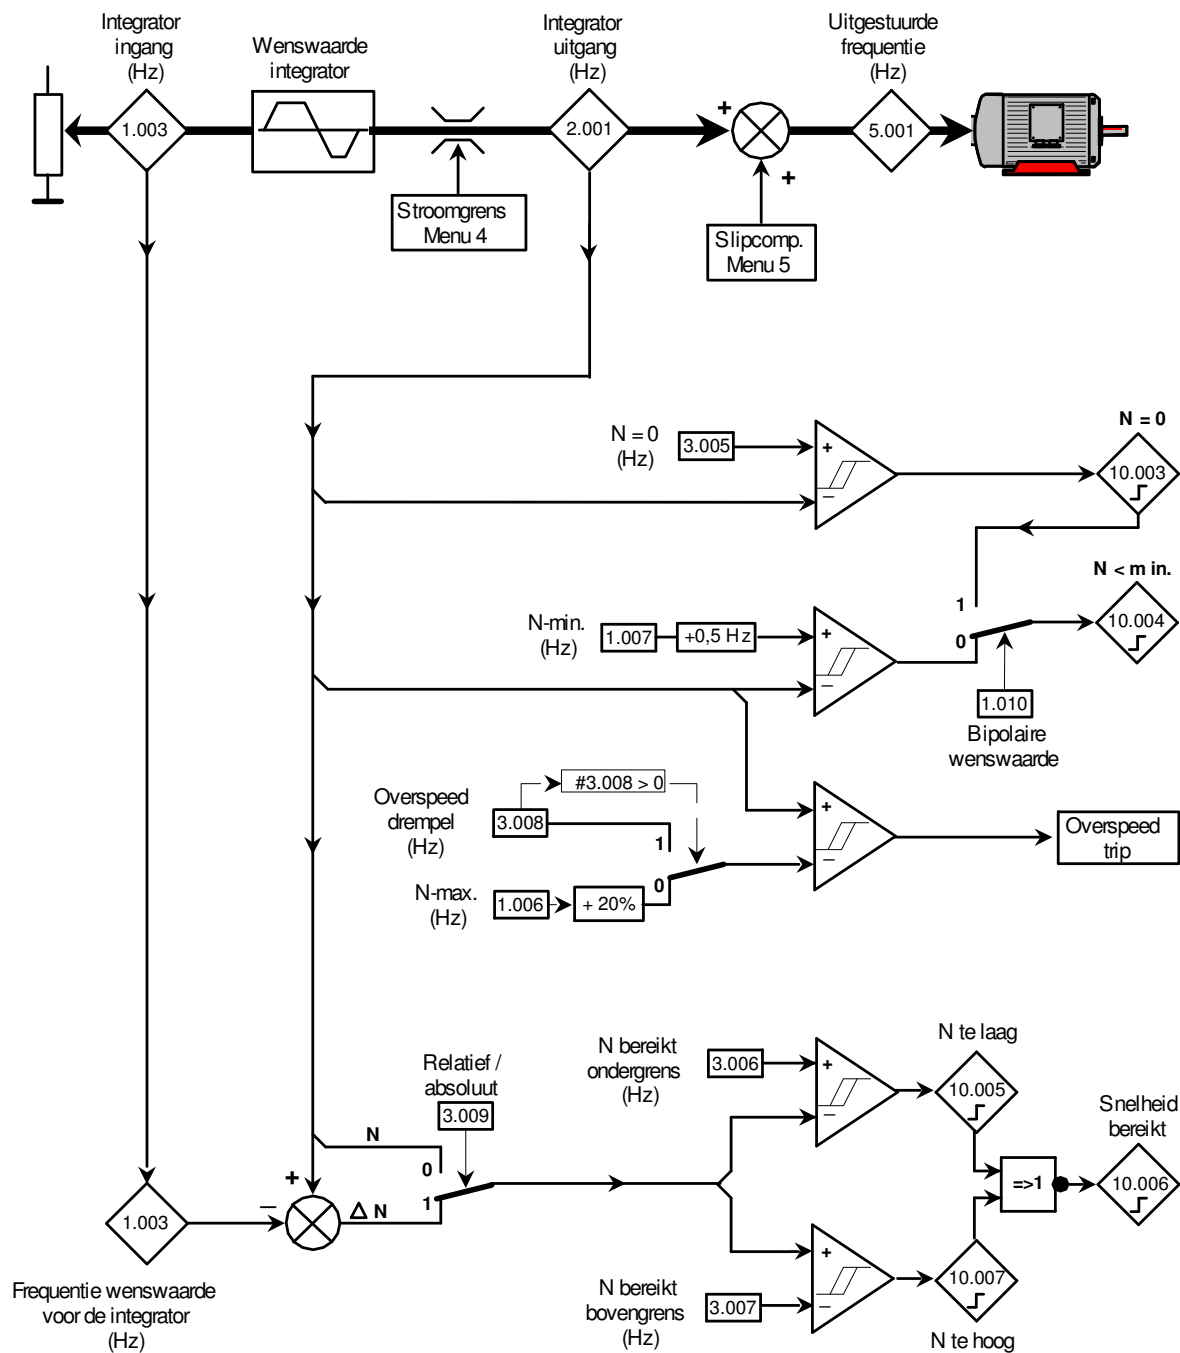 Integrator
ingang
(Hz)
Wenswaarde
integrator
Integrator
uitgang
(Hz)
Uitgestuurde
frequentie
(Hz)
1.003
2.001
+
5.001
+
Stroomgrens
Menu 4
Slipcomp.
Menu 5
N = 0
(Hz)
3.005
+
−
N = 0
10.003
N < min.
10.004
1
0
N-min.
(Hz)
1.007
+0,5 Hz
+
−
1.010
Bipolaire
wenswaarde
#3.008 > 0
Overspeed
drempel
(Hz)
3.008
1
0
N-max.
(Hz)
1.006
+ 20%
+
−
Overspeed
trip
Relatief /
absoluut
3.009
N
0
1
Δ N
+
−
1.003
Frequentie wenswaarde
voor de integrator
(Hz)
N bereikt
ondergrens
(Hz)
3.006
+
−
N te laag
10.005
Snelheid
bereikt
=>1
10.006
N bereikt
bovengrens
(Hz)
3.007
+
−
10.007
N te hoog